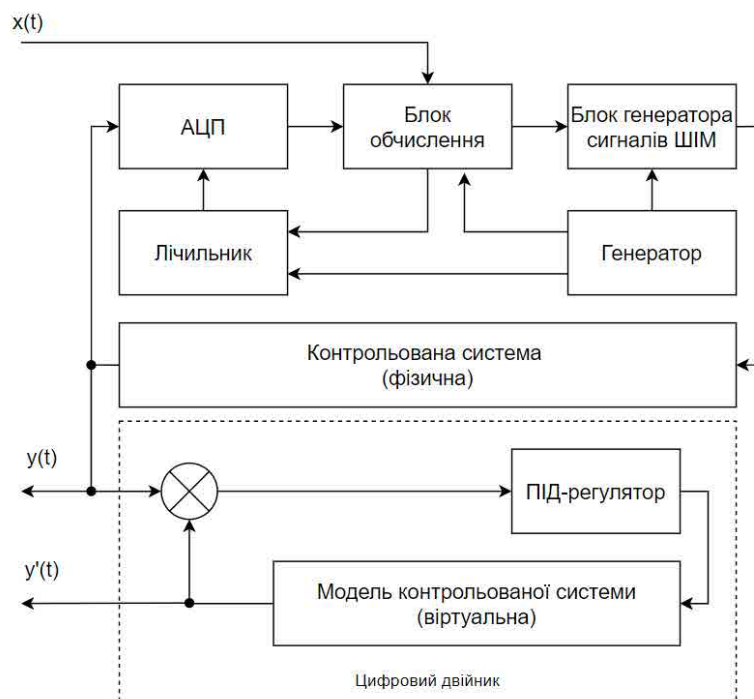 x(t)
АЦП
Блок
обчислення
Блок генератора
сигналів ШІМ
Лічильник
Генератор
Контрольована система
(фізична)
y(t)
ПІД-регулятор
y'(t)
Модель контрольованої системи
(віртуальна)
Цифровий двійник